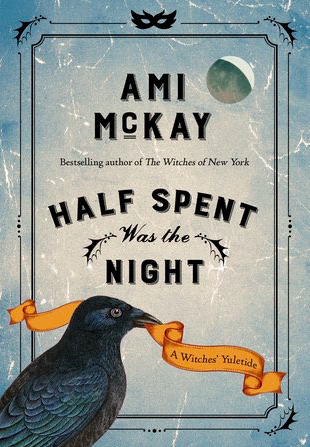 AMI
McKAY
Bestselling author of The Witches of New York
HALF SPENT
Was the
NIGHT
A Witches' Yuletide